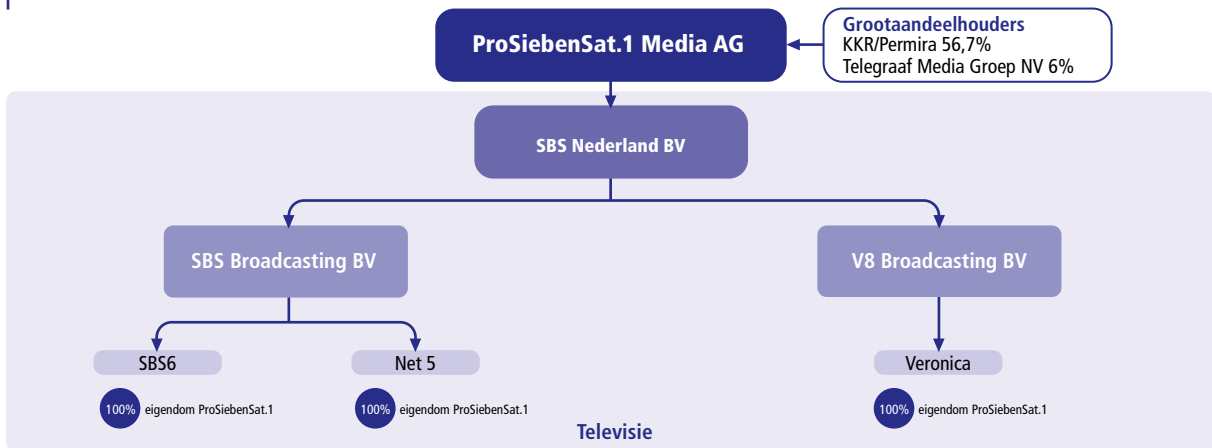 ProSiebenSat.1 Media AG
Grootaandeelhouders
KKR/Permira 56,7%
Telegraaf Media Groep NV 6%
SBS Nederland BV
SBS Broadcasting BV
V8 Broadcasting BV
SBS6
Net 5
Veronica
100% eigendom ProSiebenSat.1
100% eigendom ProSiebenSat.1
100% eigendom ProSiebenSat.1
Televisie